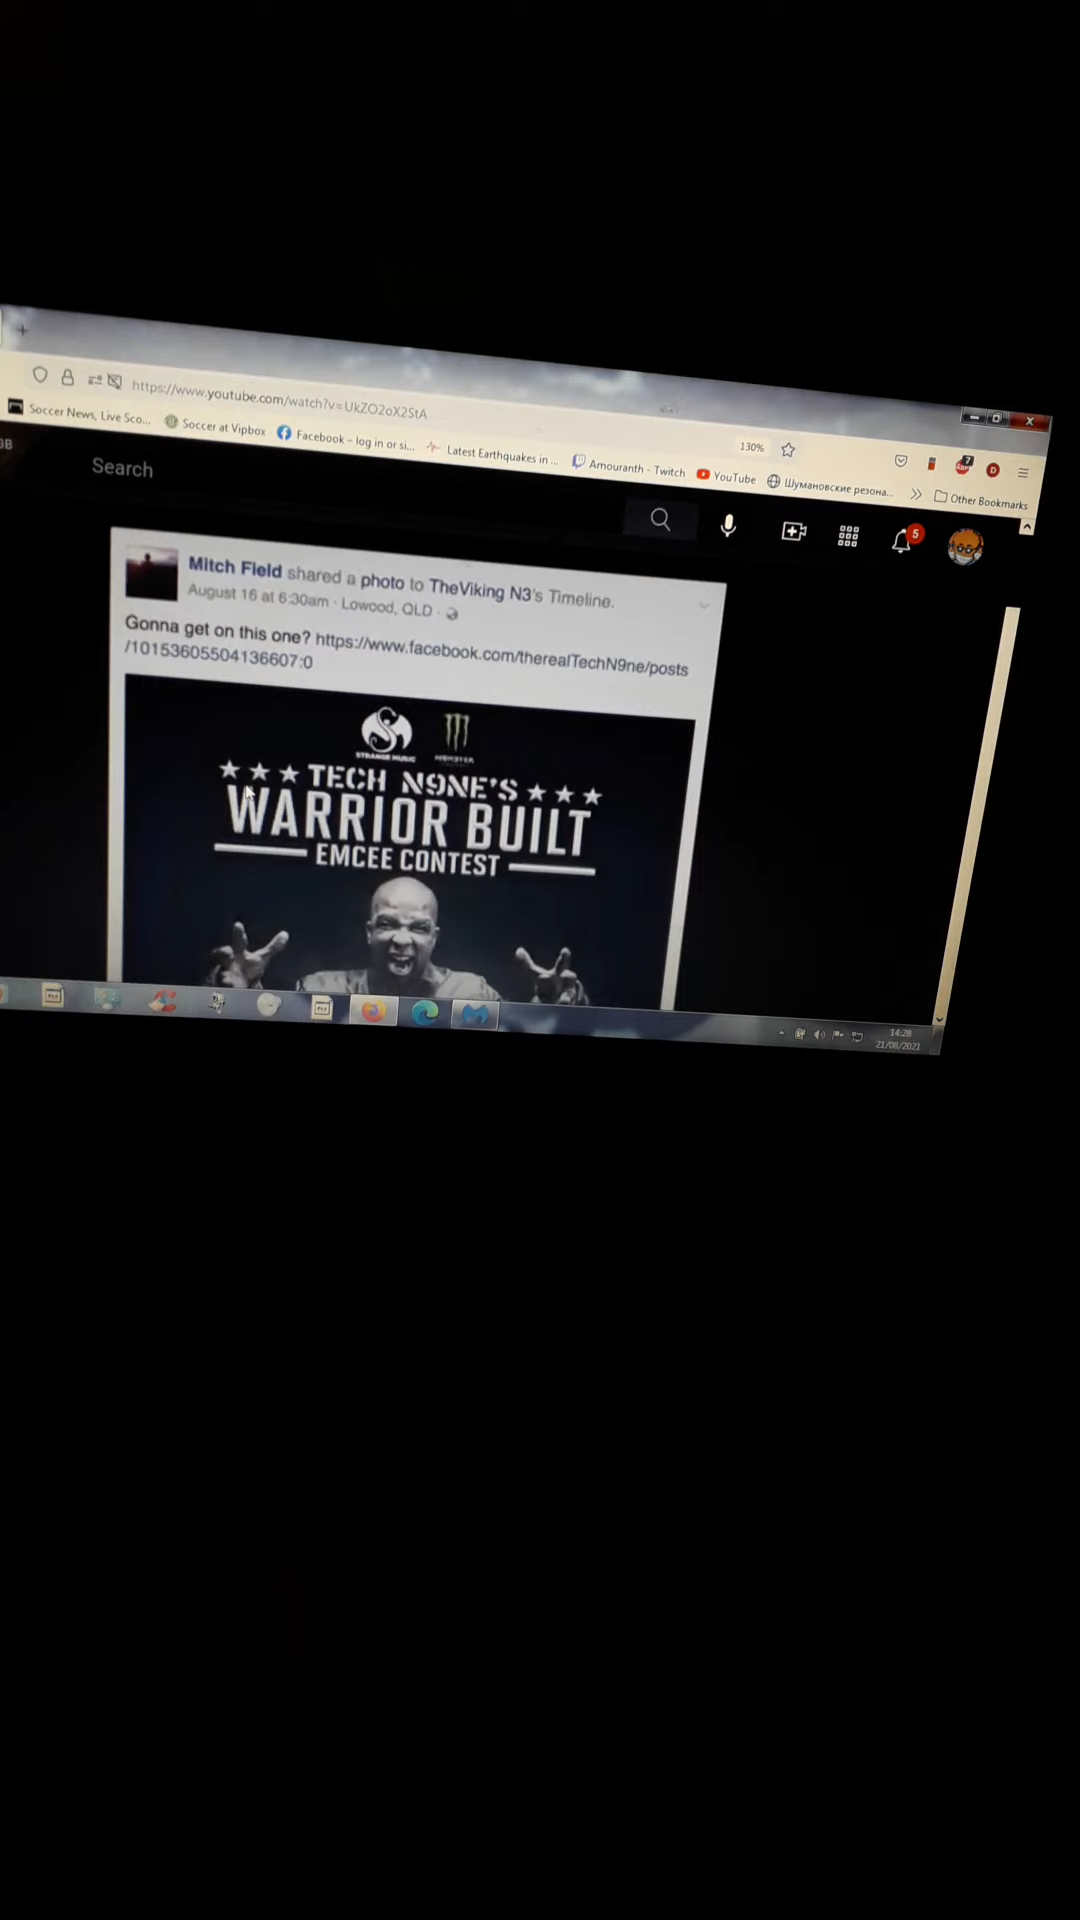 https://www.youtube.com/watch?v=UkZO2oX2StA
130%
Soccer News, Live Sco...
Soccer at Vipbox
Facebook – log in or si...
Latest Earthquakes in ...
Amouranth - Twitch
YouTube
Шумановские резона...
Other Bookmarks
7
GB
Search
5
Mitch Field shared a photo to TheViking N3's Timeline.
August 16 at 6:30am · Lowood, QLD ·
Gonna get on this one? https://www.facebook.com/therealTechN9ne/posts
/10153605504136607:0
STRANGE MUSIC
MONSTER
TECH N9NE'S
WARRIOR BUILT
EMCEE CONTEST
14:28
21/08/2021